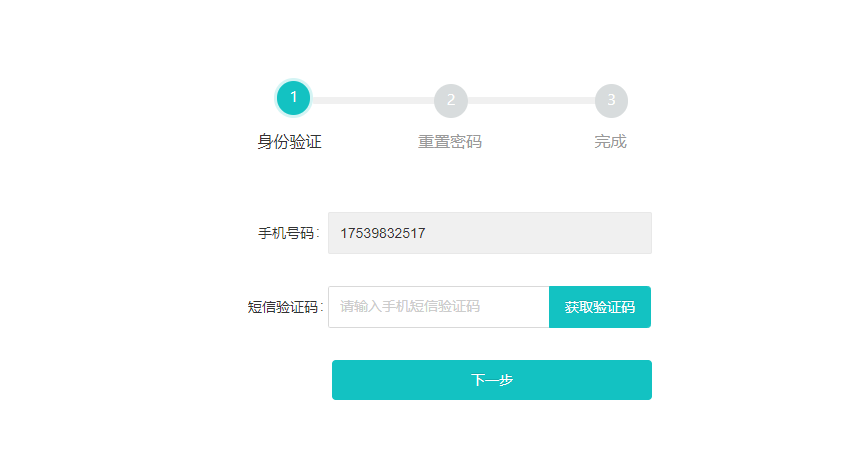 1 2 3
身份验证 重置密码 完成
手机号码: 17539832517
短信验证码: 请输入手机短信验证码 获取验证码
下一步